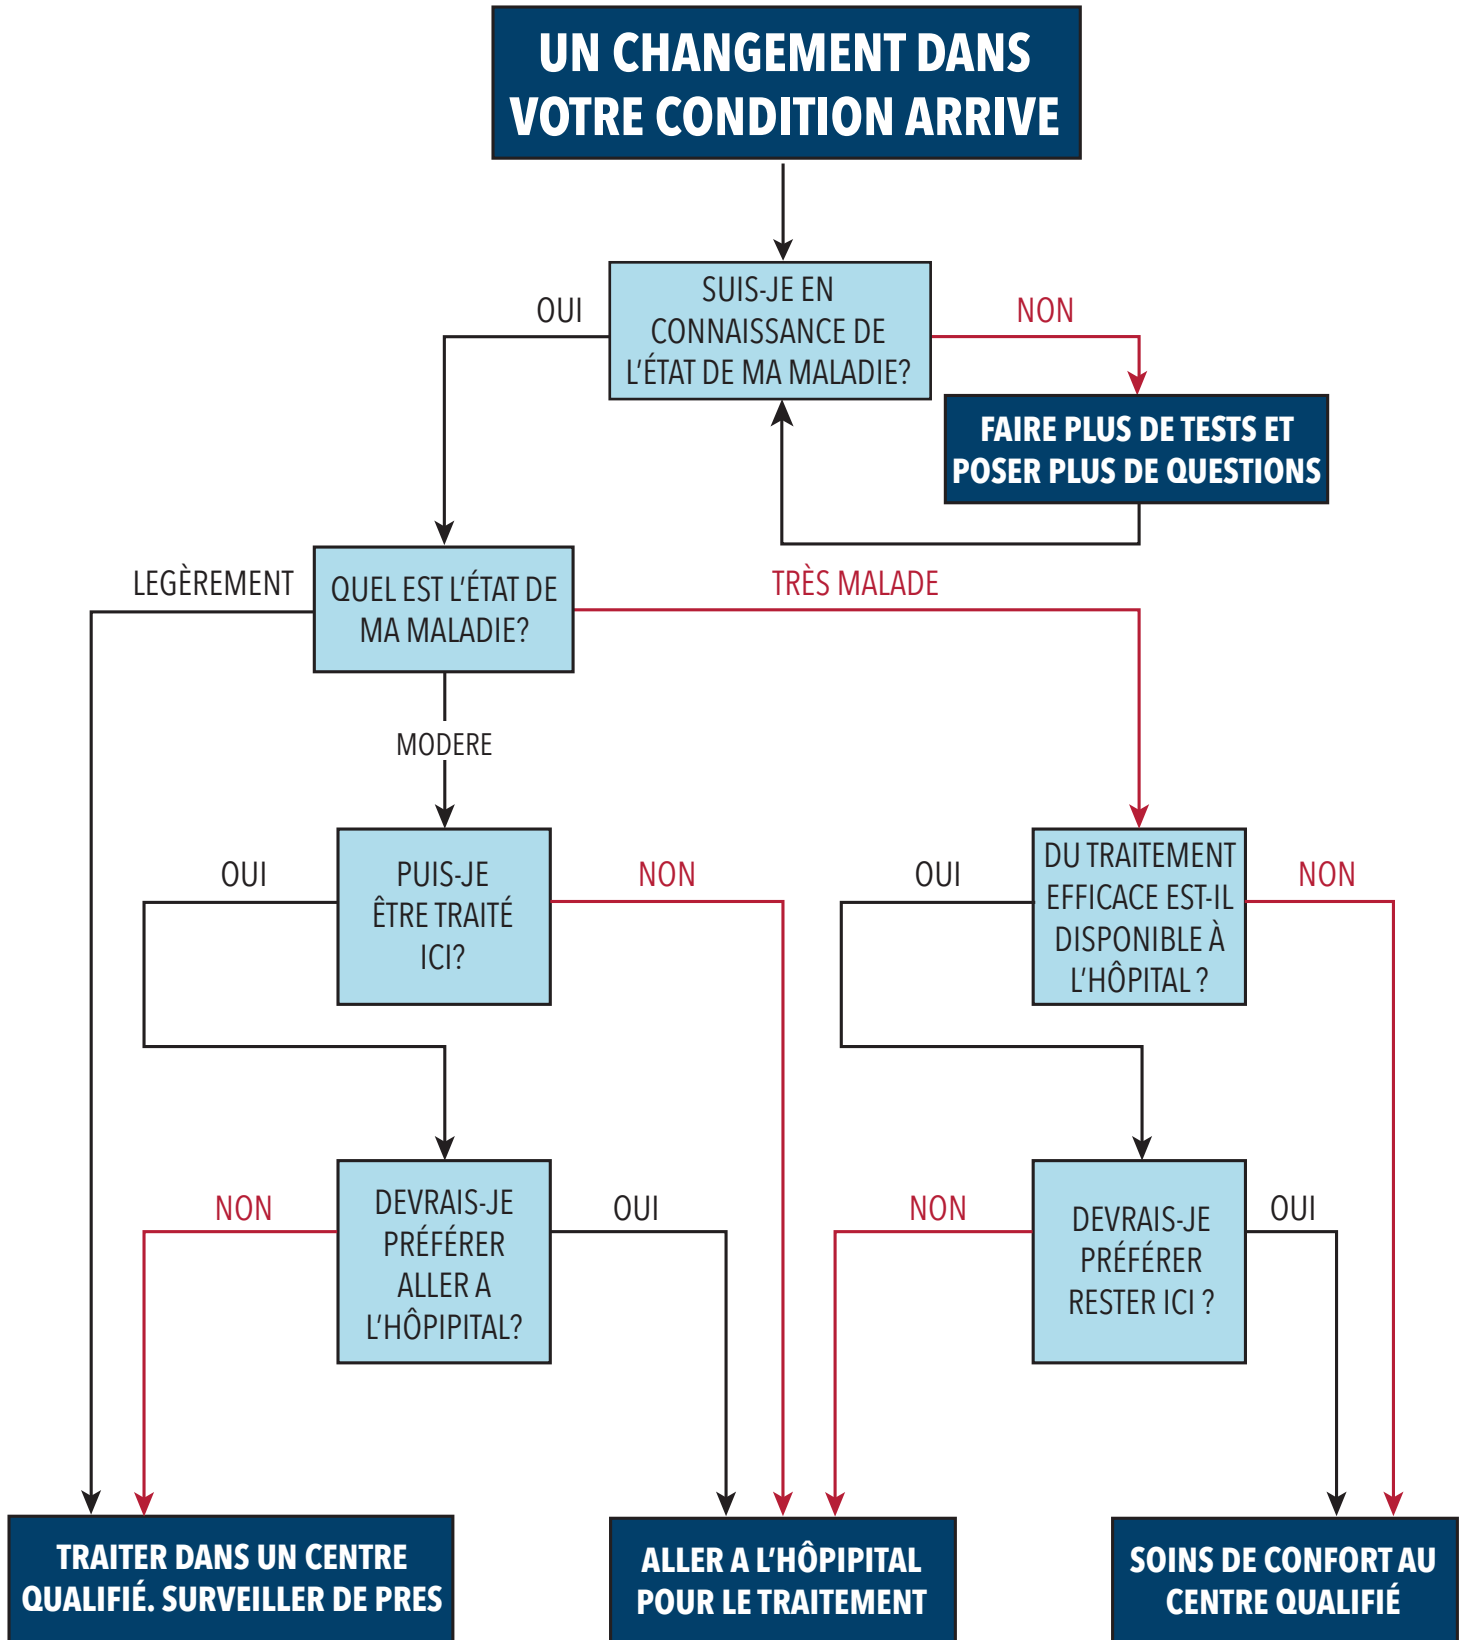 UN CHANGEMENT DANS
VOTRE CONDITION ARRIVE
SUIS-JE EN
CONNAISSANCE DE
L'ÉTAT DE MA MALADIE?
OUI
NON
FAIRE PLUS DE TESTS ET
POSER PLUS DE QUESTIONS
QUEL EST L'ÉTAT DE
MA MALADIE?
LEGÈREMENT
TRÈS MALADE
MODERE
PUIS-JE
ÊTRE TRAITÉ
ICI?
OUI
NON
DU TRAITEMENT
EFFICACE EST-IL
DISPONIBLE À
L'HÔPITAL ?
OUI
NON
DEVRAIS-JE
PRÉFÉRER
ALLER A
L'HÔPIPITAL?
NON
OUI
DEVRAIS-JE
PRÉFÉRER
RESTER ICI ?
NON
OUI
TRAITER DANS UN CENTRE
QUALIFIÉ. SURVEILLER DE PRES
ALLER A L'HÔPIPITAL
POUR LE TRAITEMENT
SOINS DE CONFORT AU
CENTRE QUALIFIÉ